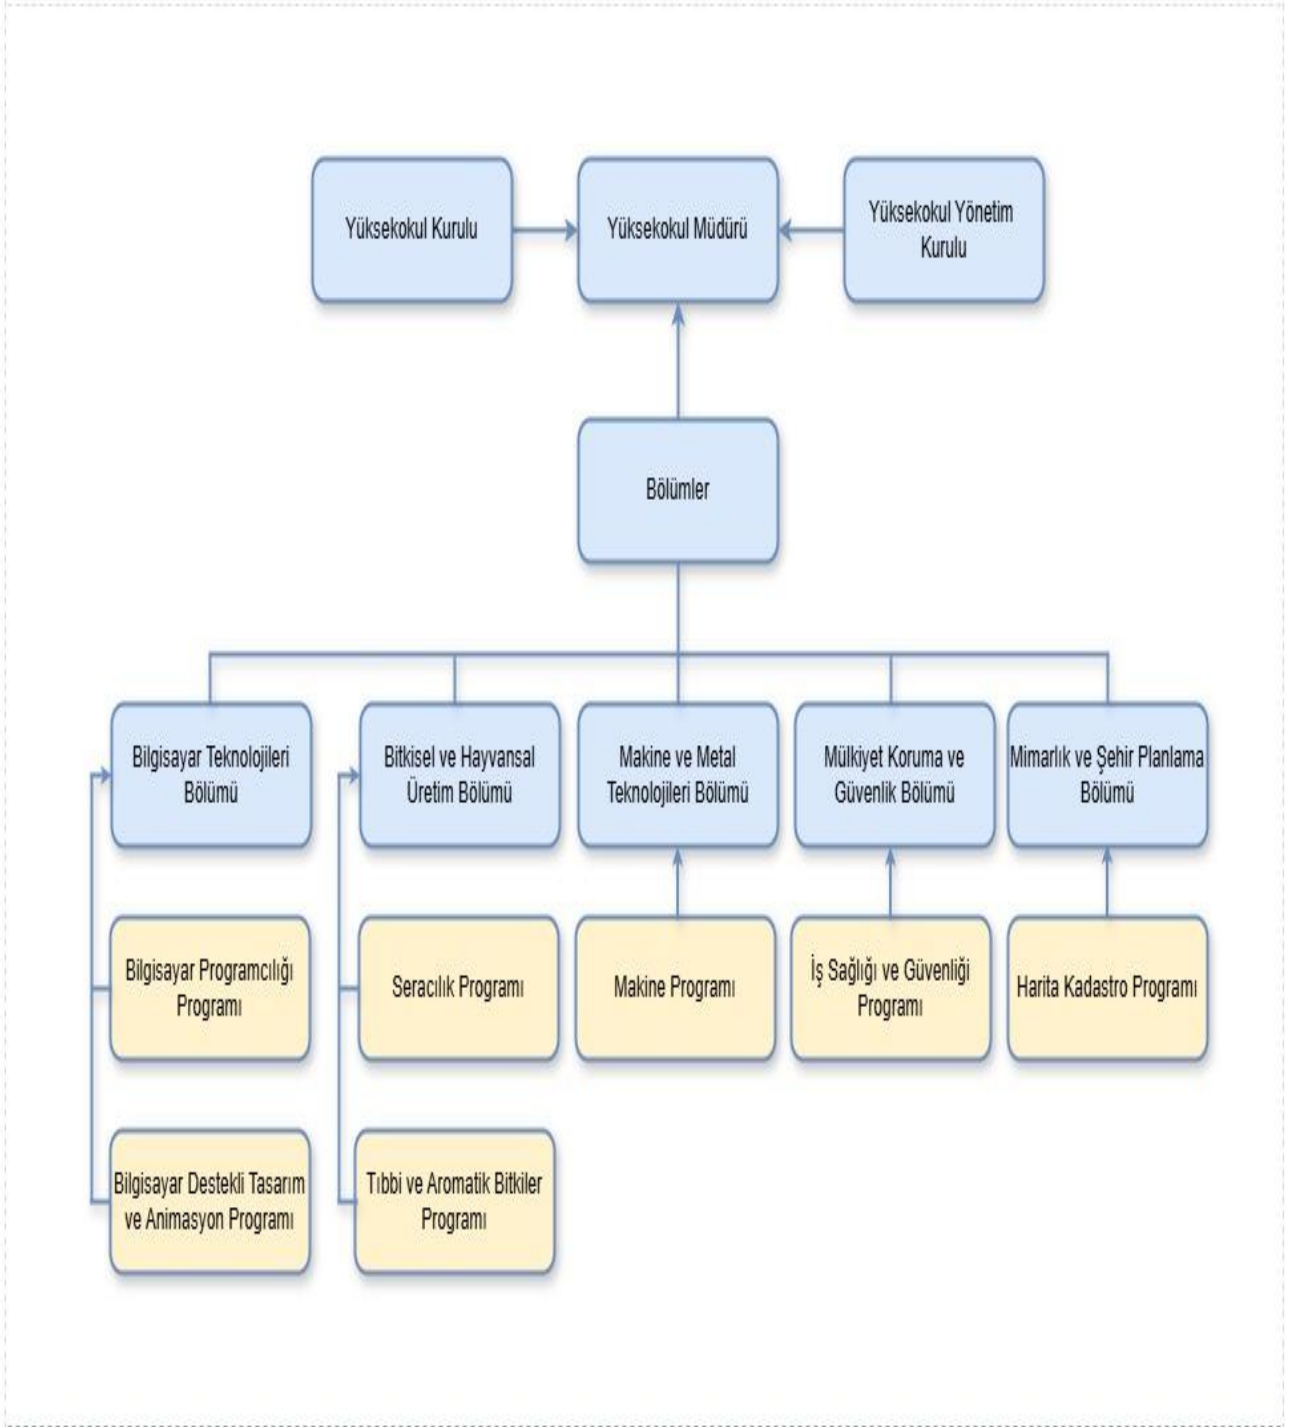 Yüksekokul Kurulu
Yüksekokul Müdürü
Yüksekokul Yönetim
Kurulu
Bölümler
Bilgisayar Teknolojileri
Bölümü
Bitkisel ve Hayvansal
Üretim Bölümü
Makine ve Metal
Teknolojileri Bölümü
Mülkiyet Koruma ve
Güvenlik Bölümü
Mimarlık ve Şehir Planlama
Bölümü
Bilgisayar Programcılığı
Programı
Seracılık Programı
Makine Programı
İş Sağlığı ve Güvenliği
Programı
Harita Kadastro Programı
Bilgisayar Destekli Tasarım
ve Animasyon Programı
Tıbbi ve Aromatik Bitkiler
Programı